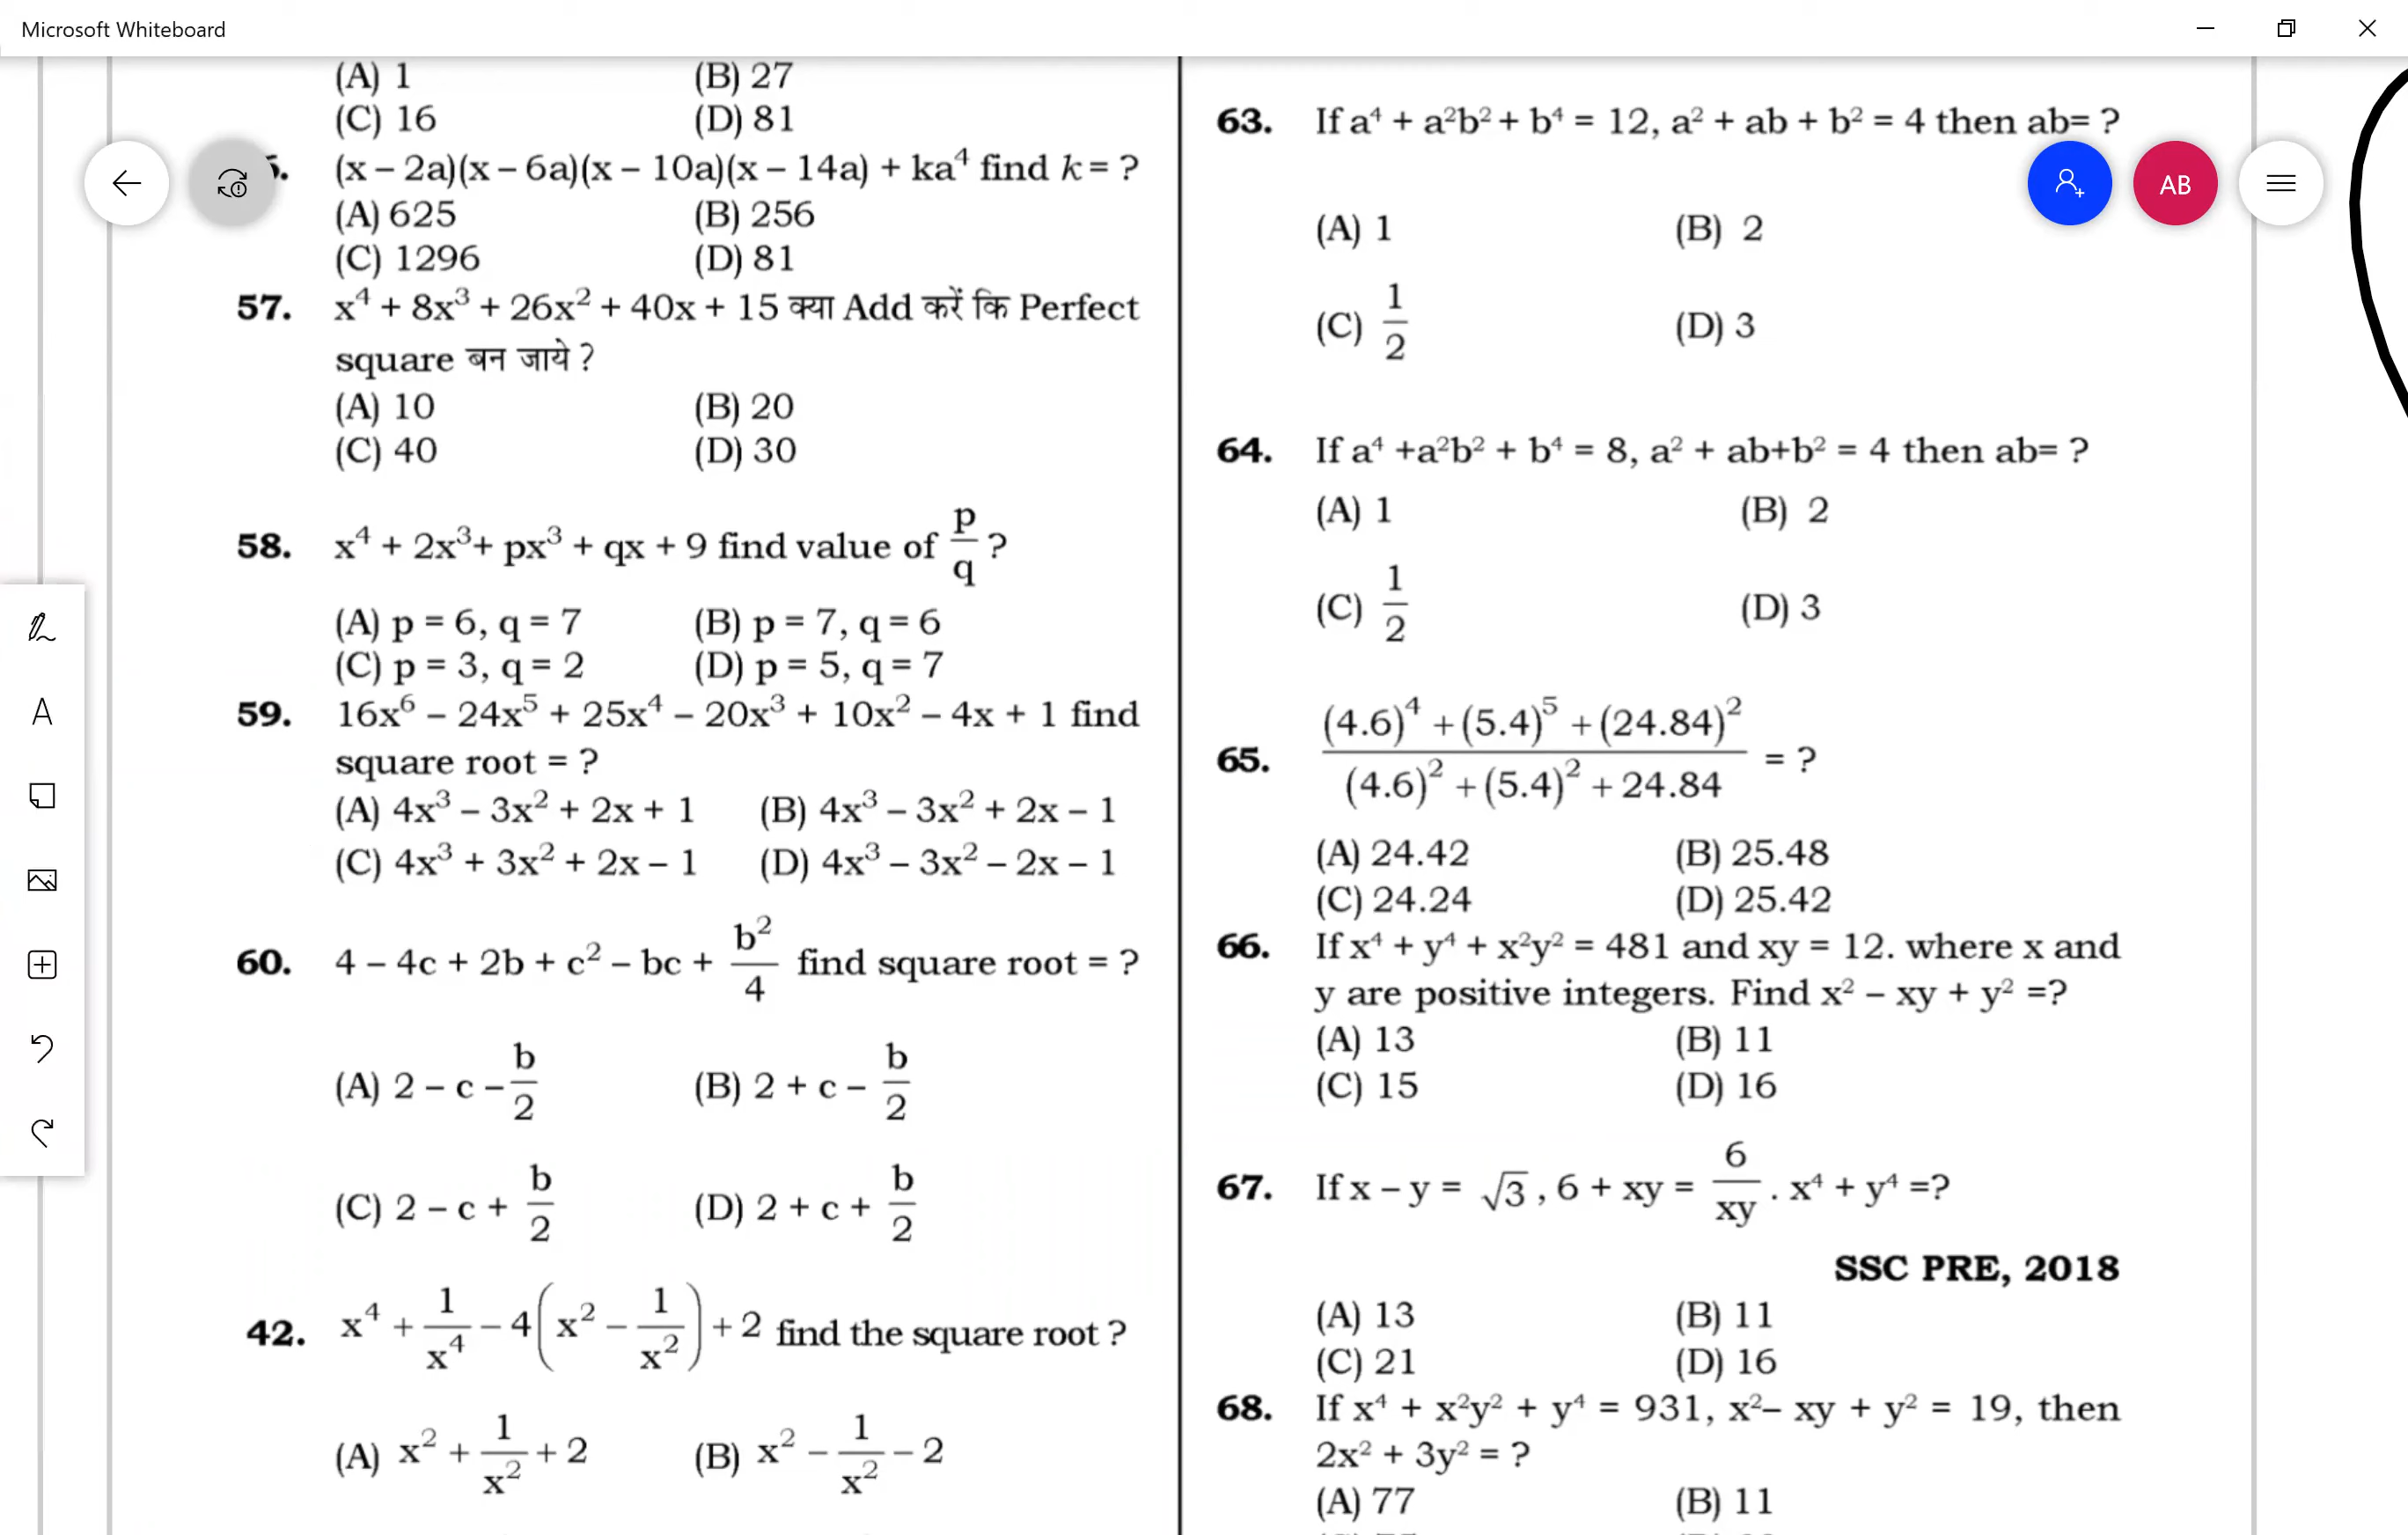 Microsoft Whiteboard
(A) 1 (B) 27
(C) 16 (D) 81
(x – 2a)(x – 6a)(x – 10a)(x – 14a) + ka⁴ find k = ?
(A) 625 (B) 256
(C) 1296 (D) 81
57. x⁴ + 8x³ + 26x² + 40x + 15 क्या Add करें कि Perfect
square बन जाये ?
(A) 10 (B) 20
(C) 40 (D) 30
58. x⁴ + 2x³+ px³ + qx + 9 find value of p/q ?
(A) p = 6, q = 7 (B) p = 7, q = 6
(C) p = 3, q = 2 (D) p = 5, q = 7
59. 16x⁶ – 24x⁵ + 25x⁴ – 20x³ + 10x² – 4x + 1 find
square root = ?
(A) 4x³ – 3x² + 2x + 1 (B) 4x³ – 3x² + 2x – 1
(C) 4x³ + 3x² + 2x – 1 (D) 4x³ – 3x² – 2x – 1
60. 4 – 4c + 2b + c² – bc + b²/4 find square root = ?
(A) 2 – c – b/2 (B) 2 + c – b/2
(C) 2 – c + b/2 (D) 2 + c + b/2
42. x⁴ + 1/x⁴ – 4(x² – 1/x²) + 2 find the square root ?
(A) x² + 1/x² + 2 (B) x² – 1/x² – 2
63. If a⁴ + a²b² + b⁴ = 12, a² + ab + b² = 4 then ab= ?
AB
(A) 1 (B) 2
(C) 1/2 (D) 3
64. If a⁴ +a²b² + b⁴ = 8, a² + ab+b² = 4 then ab= ?
(A) 1 (B) 2
(C) 1/2 (D) 3
65. (4.6)⁴ + (5.4)⁵ + (24.84)² / (4.6)² + (5.4)² + 24.84 = ?
(A) 24.42 (B) 25.48
(C) 24.24 (D) 25.42
66. If x⁴ + y⁴ + x²y² = 481 and xy = 12. where x and
y are positive integers. Find x² – xy + y² =?
(A) 13 (B) 11
(C) 15 (D) 16
67. If x – y = √3 , 6 + xy = 6/xy . x⁴ + y⁴ =?
SSC PRE, 2018
(A) 13 (B) 11
(C) 21 (D) 16
68. If x⁴ + x²y² + y⁴ = 931, x²– xy + y² = 19, then
2x² + 3y² = ?
(A) 77 (B) 11